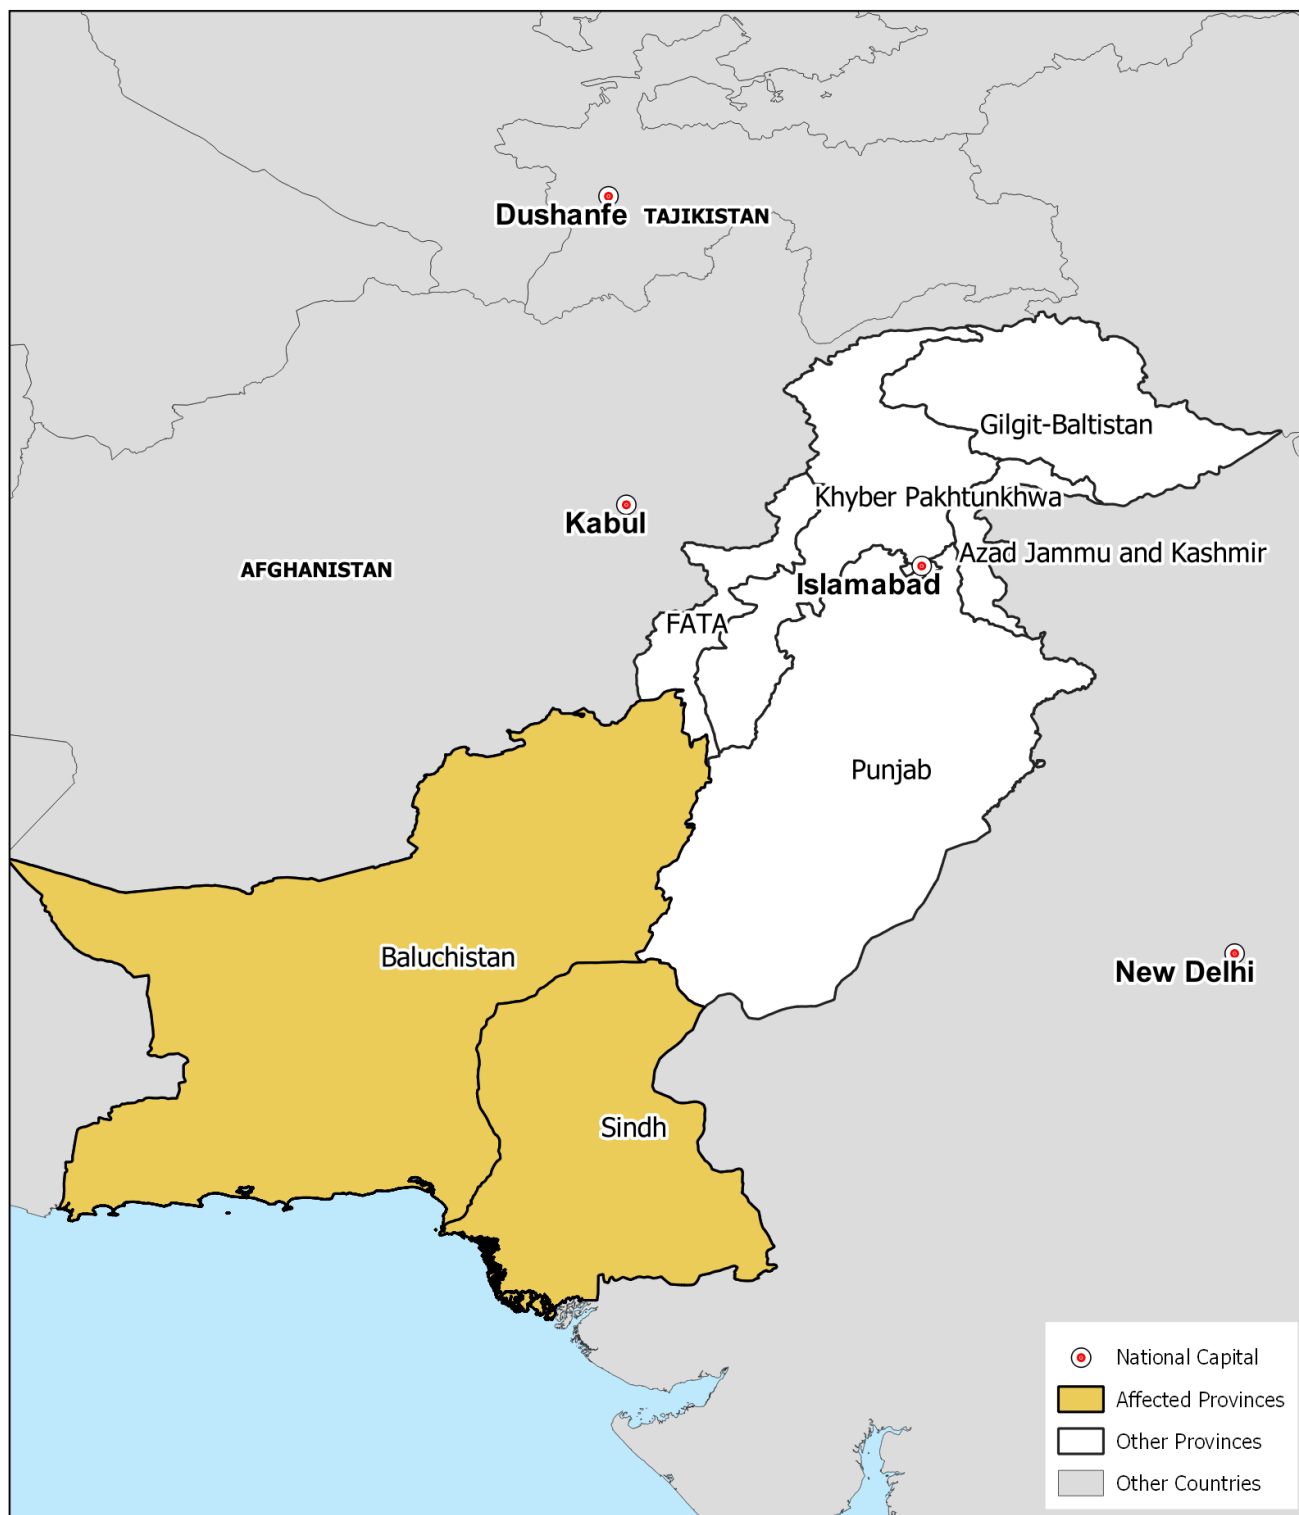 Dushanfe
TAJIKISTAN
Gilgit-Baltistan
Khyber Pakhtunkhwa
Kabul
Azad Jammu and Kashmir
AFGHANISTAN
Islamabad
FATA
Punjab
Baluchistan
New Delhi
Sindh
National Capital
Affected Provinces
Other Provinces
Other Countries